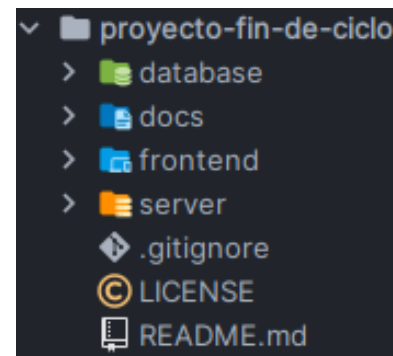 proyecto-fin-de-ciclo
database
docs
frontend
server
.gitignore
LICENSE
README.md